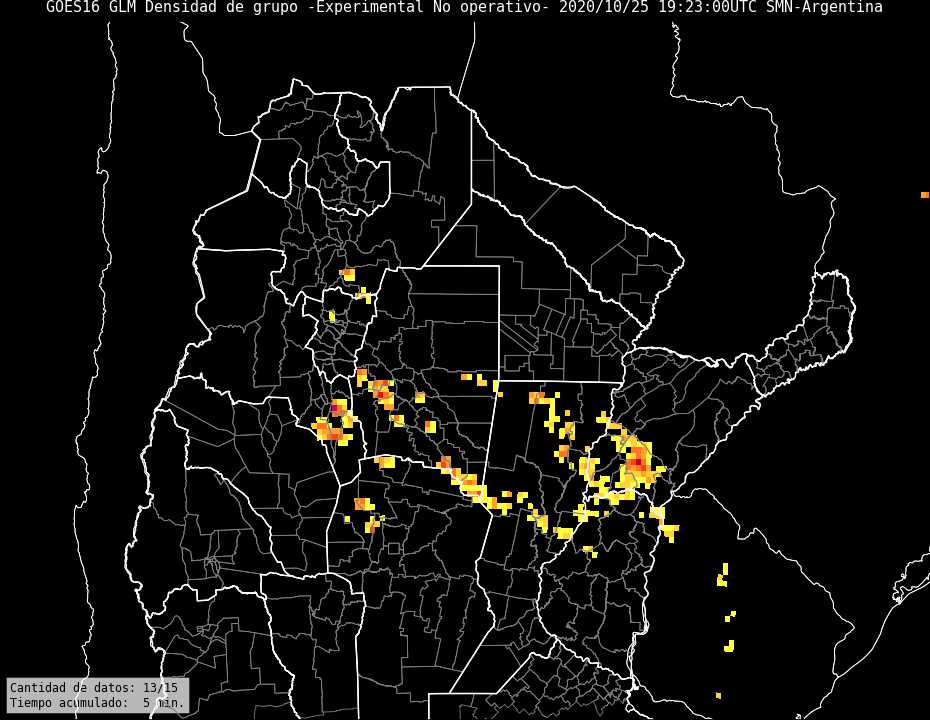 GOES16 GLM Densidad de grupo -Experimental No operativo- 2020/10/25 19:23:00UTC SMN-Argentina
Cantidad de datos: 13/15
Tiempo acumulado:  5 min.